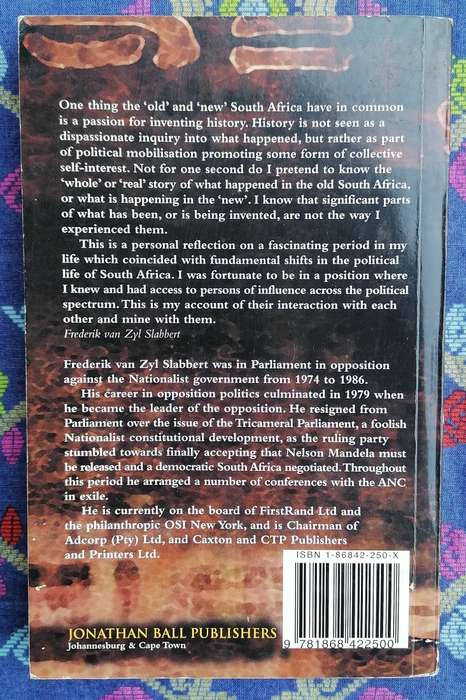 One thing the ‘old’ and ‘new’ South Africa have in common
is a passion for inventing history. History is not seen as a
dispassionate inquiry into what happened, but rather as part
of political mobilisation promoting some form of collective
self-interest. Not for one second do I pretend to know the
‘whole’ or ‘real’ story of what happened in the old South Africa,
or what is happening in the ‘new’. I know that significant parts
of what has been, or is being invented, are not the way I
experienced them.
This is a personal reflection on a fascinating period in my
life which coincided with fundamental shifts in the political
life of South Africa. I was fortunate to be in a position where
I knew and had access to persons of influence across the political
spectrum. This is my account of their interaction with each
other and mine with them.
Frederik van Zyl Slabbert
Frederik van Zyl Slabbert was in Parliament in opposition
against the Nationalist government from 1974 to 1986.
His career in opposition politics culminated in 1979 when
he became the leader of the opposition. He resigned from
Parliament over the issue of the Tricameral Parliament, a foolish
Nationalist constitutional development, as the ruling party
stumbled towards finally accepting that Nelson Mandela must
be released and a democratic South Africa negotiated. Throughout
this period he arranged a number of conferences with the ANC
in exile.
He is currently on the board of FirstRand Ltd and
the philanthropic OSI New York, and is Chairman of
Adcorp (Pty) Ltd, and Caxton and CTP Publishers
and Printers Ltd.
ISBN 1-86842-250-X
9 781868 422500
JONATHAN BALL PUBLISHERS
Johannesburg & Cape Town